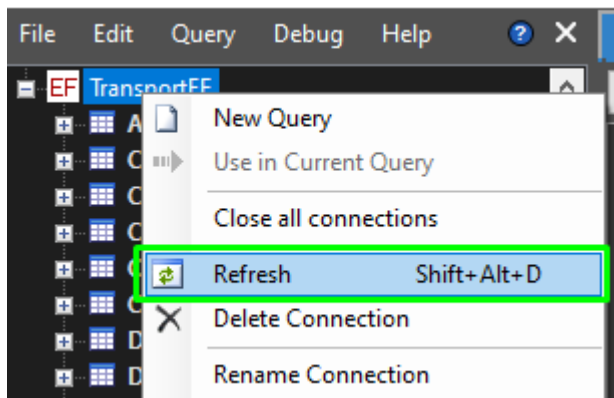 File Edit Query Debug Help
EF TransportEF
A
New Query
C
Use in Current Query
C
C
Close all connections
C
Refresh Shift+Alt+D
C
Delete Connection
D
D
Rename Connection